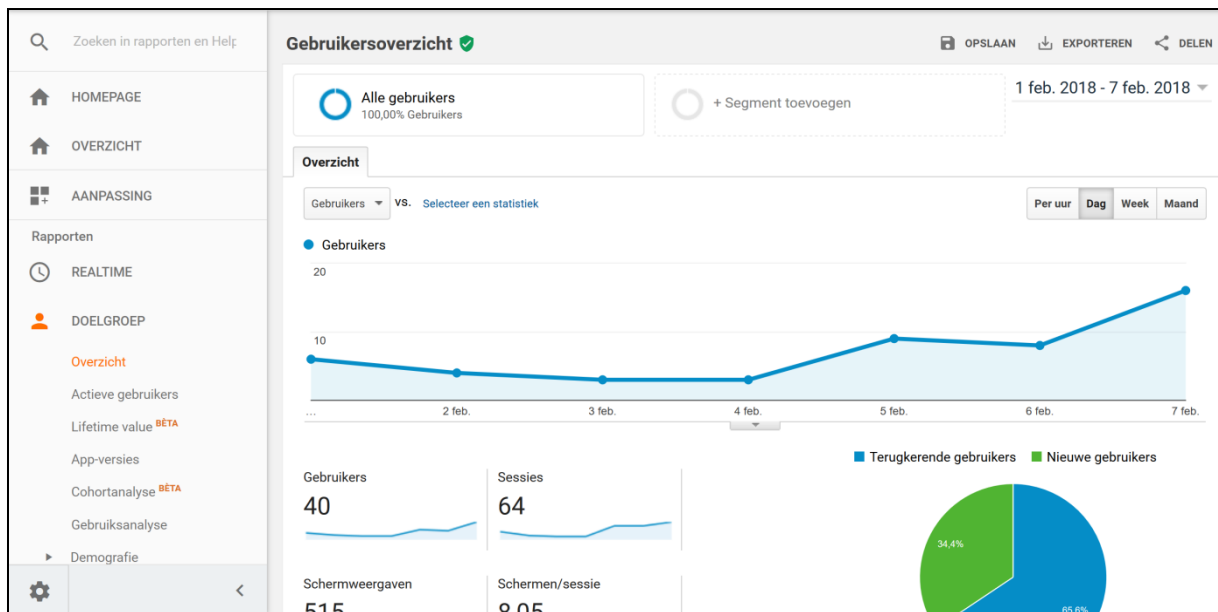 Zoeken in rapporten en Help
HOMEPAGE
OVERZICHT
AANPASSING
Rapporten
REALTIME
DOELGROEP
Overzicht
Actieve gebruikers
Lifetime value BÈTA
App-versies
Cohortanalyse BÈTA
Gebruiksanalyse
Demografie
Gebruikersoverzicht
OPSLAAN EXPORTEREN DELEN
Alle gebruikers
100,00% Gebruikers
+ Segment toevoegen
1 feb. 2018 - 7 feb. 2018
Overzicht
Gebruikers VS. Selecteer een statistiek
Per uur Dag Week Maand
Gebruikers
20
10
... 2 feb. 3 feb. 4 feb. 5 feb. 6 feb. 7 feb.
Terugkerende gebruikers Nieuwe gebruikers
Gebruikers Sessies
40 64
34,4%
Schermweergaven Schermen/sessie
515 8,05
65,6%